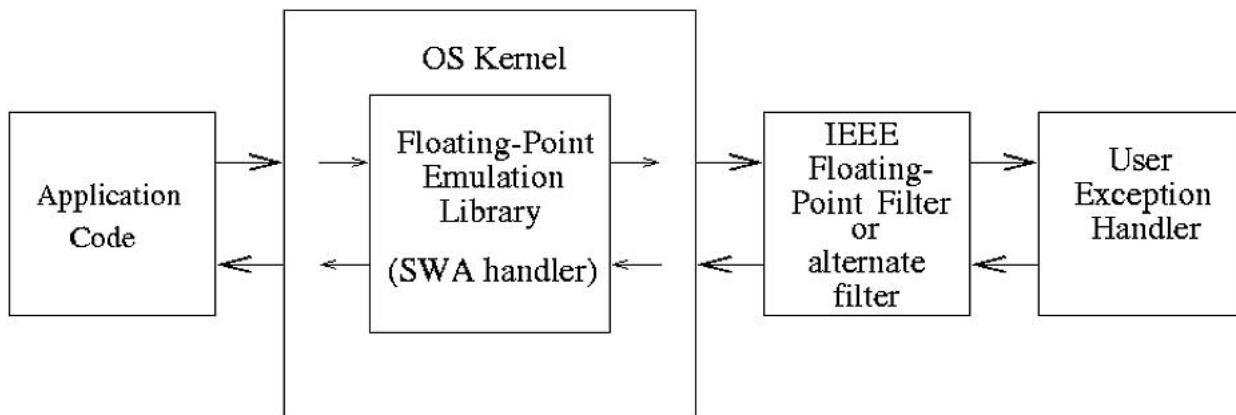 OS Kernel
Application
Code
Floating-Point
Emulation
Library
(SWA handler)
IEEE
Floating-
Point Filter
or
alternate
filter
User
Exception
Handler